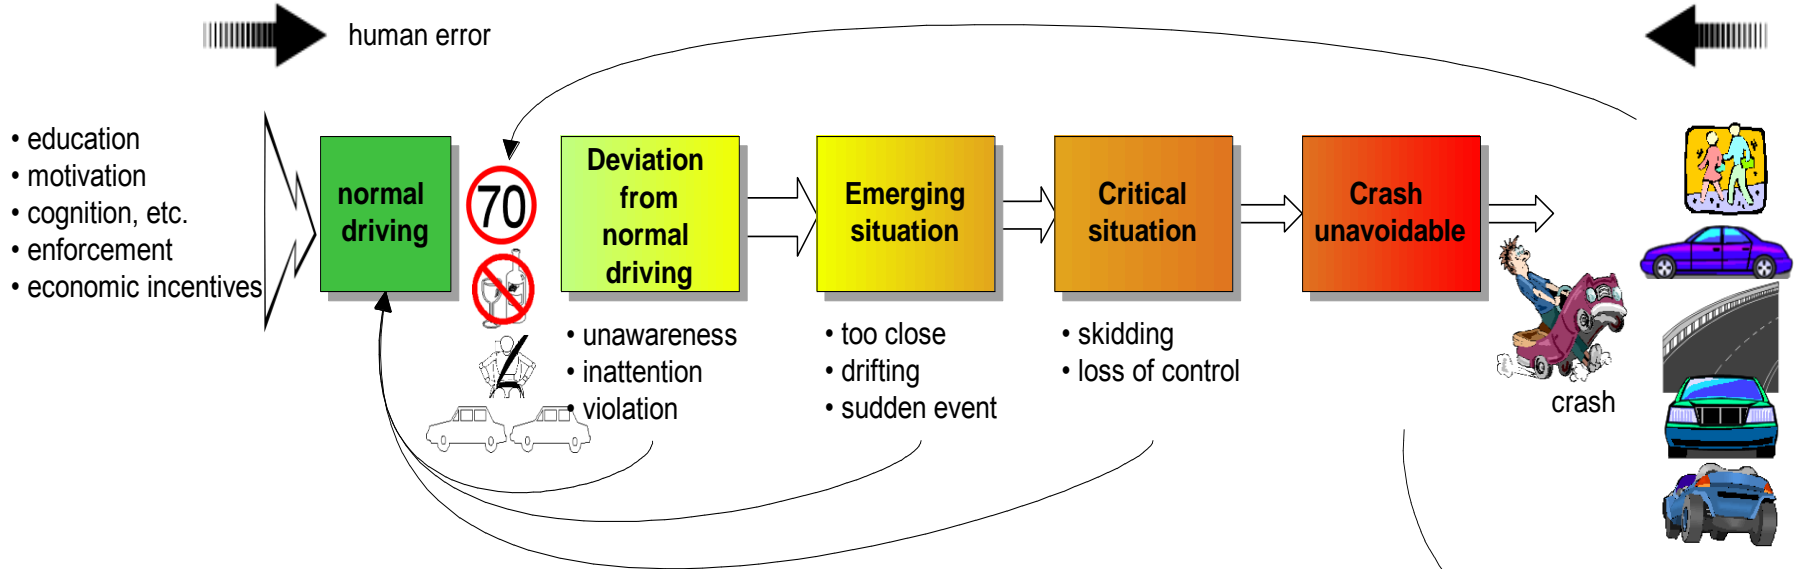 human error
• education
• motivation
• cognition, etc.
• enforcement
• economic incentives
normal
driving
70
Deviation
from
normal
driving
• unawareness
• inattention
• violation
Emerging
situation
• too close
• drifting
• sudden event
Critical
situation
• skidding
• loss of control
Crash
unavoidable
crash